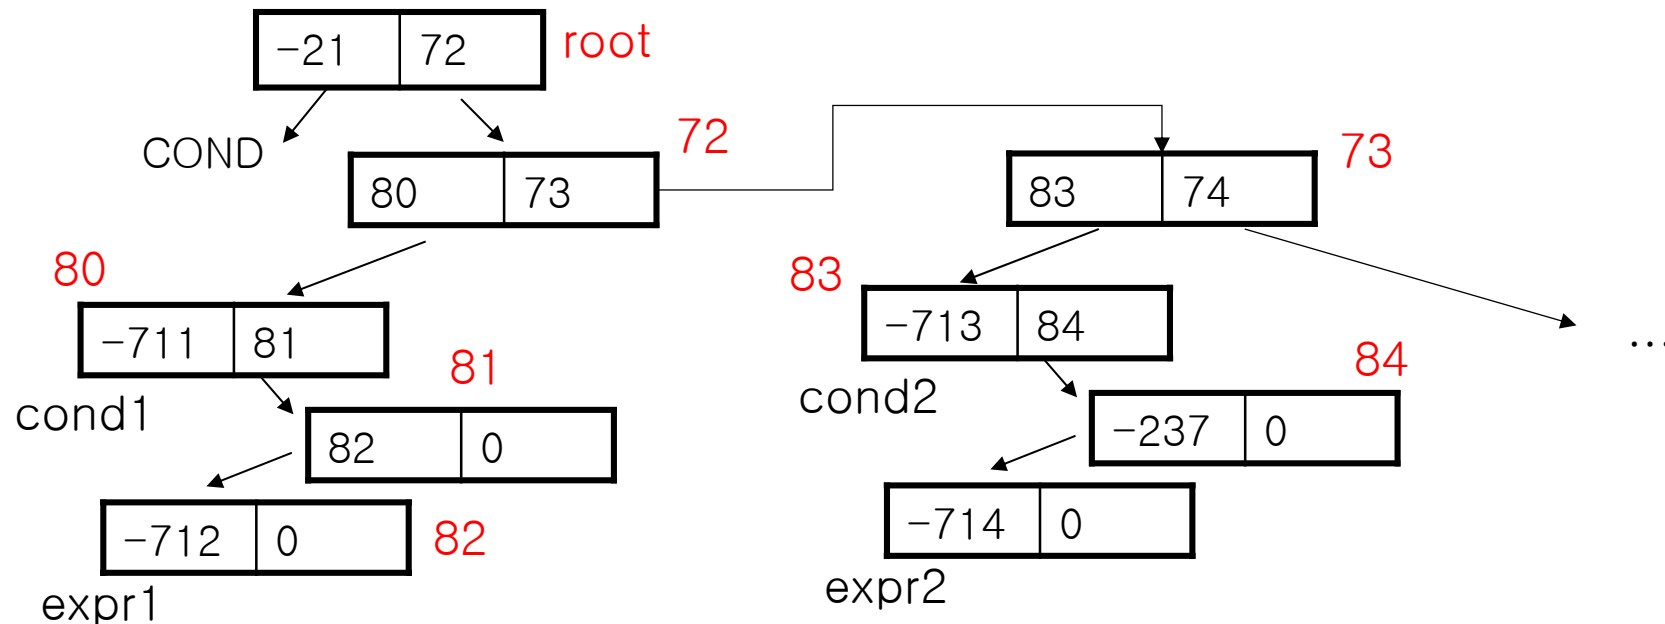 -21 72 root
COND
80 73 72
83 74 73
80
-711 81
cond1
81
82 0
-712 0 82
expr1
83
-713 84
cond2
84
-237 0
-714 0
expr2
...